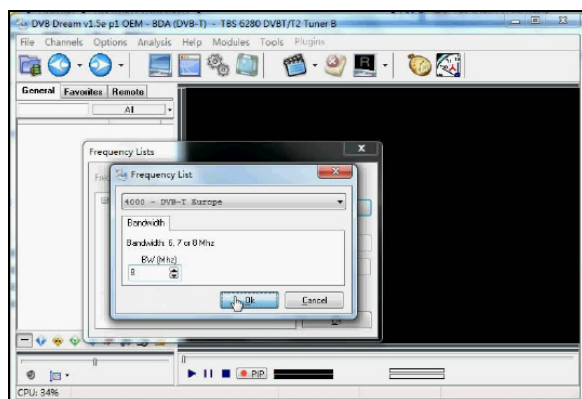 DVB Dream v1.5e p1 OEM - BDA (DVB-T) - TBS 6280 DVBT/T2 Tuner B
File Channels Options Analysis Help Modules Tools Plugins
General Favorites Remote
All
Frequency Lists
Frequency List
4000 - DVB-T Europe
Bandwidth
Bandwidth: 6, 7 or 8 Mhz
BW (Mhz)
8
Ok Cancel
PiP
CPU: 34%